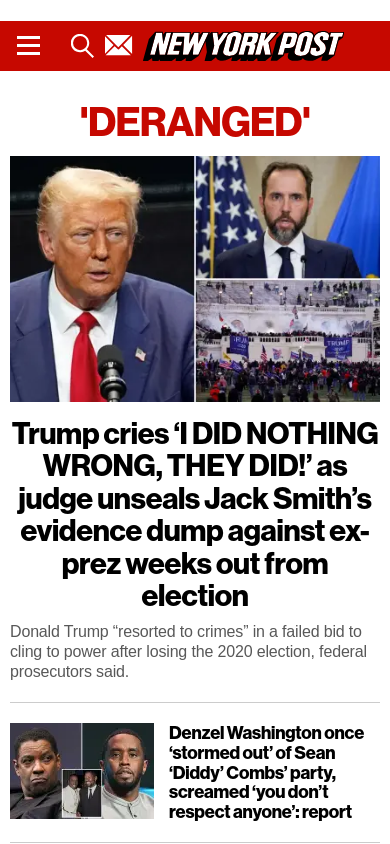 NEW YORK POST
'DERANGED'
TRUMP
TRUMP
Trump cries ‘I DID NOTHING
WRONG, THEY DID!’ as
judge unseals Jack Smith’s
evidence dump against ex-
prez weeks out from
election
Donald Trump “resorted to crimes” in a failed bid to
cling to power after losing the 2020 election, federal
prosecutors said.
Denzel Washington once
‘stormed out’ of Sean
‘Diddy’ Combs’ party,
screamed ‘you don’t
respect anyone’: report